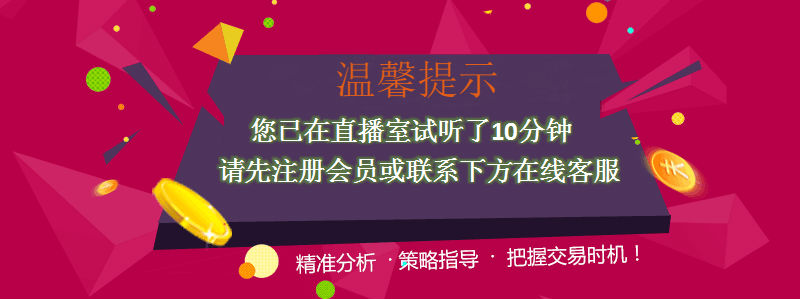 温馨提示
您已在直播室试听了10分钟
请先注册会员或联系下方在线客服
精准分析 · 策略指导 · 把握交易时机！